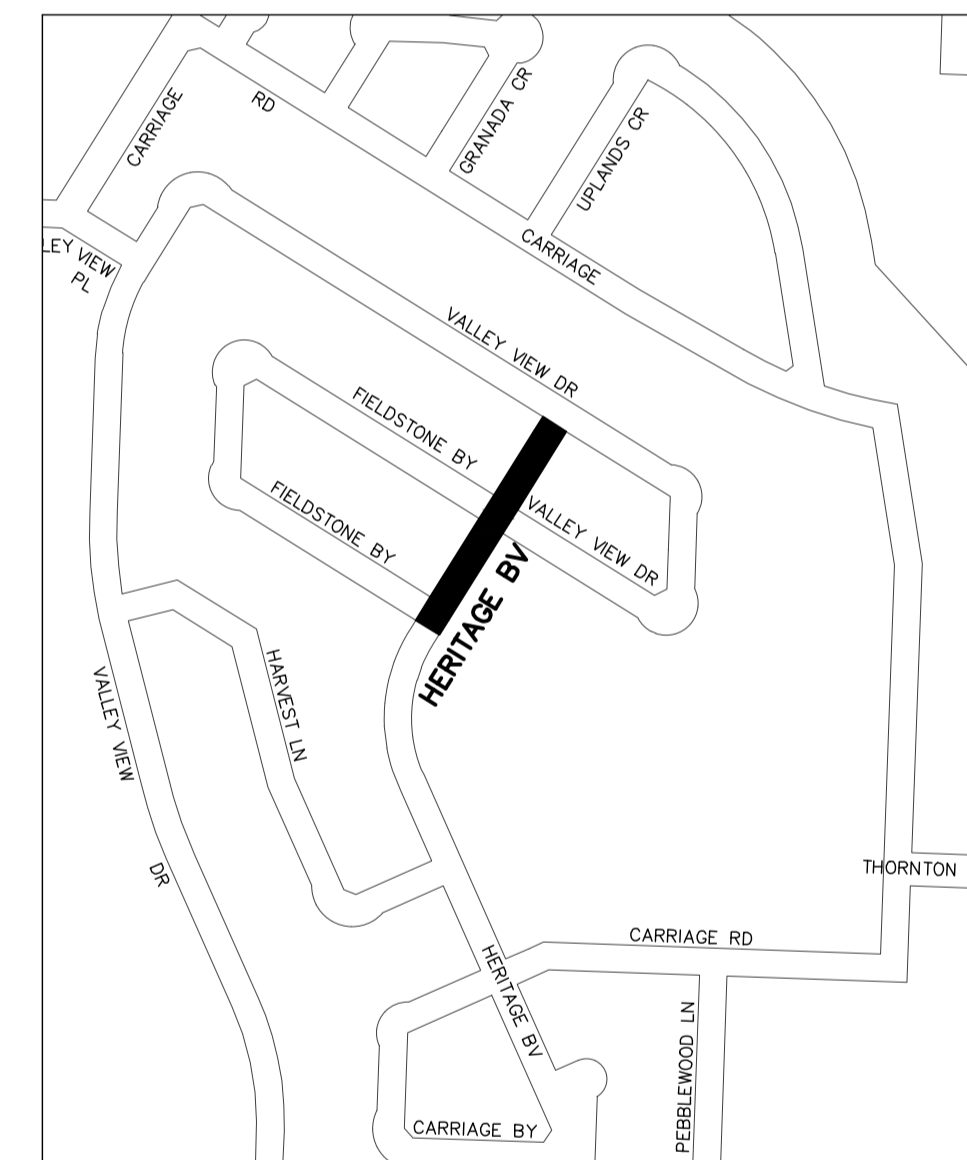 CARRIAGE
RD
GRANADA CR
UPLANDS CR
LEY VIEW
PL
CARRIAGE
VALLEY VIEW DR
FIELDSTONE BY
FIELDSTONE BY
VALLEY VIEW DR
HERITAGE BV
HARVEST LN
VALLEY VIEW
DR
THORNTON
CARRIAGE RD
HERITAGE BV
PEBBLEWOOD LN
CARRIAGE BY